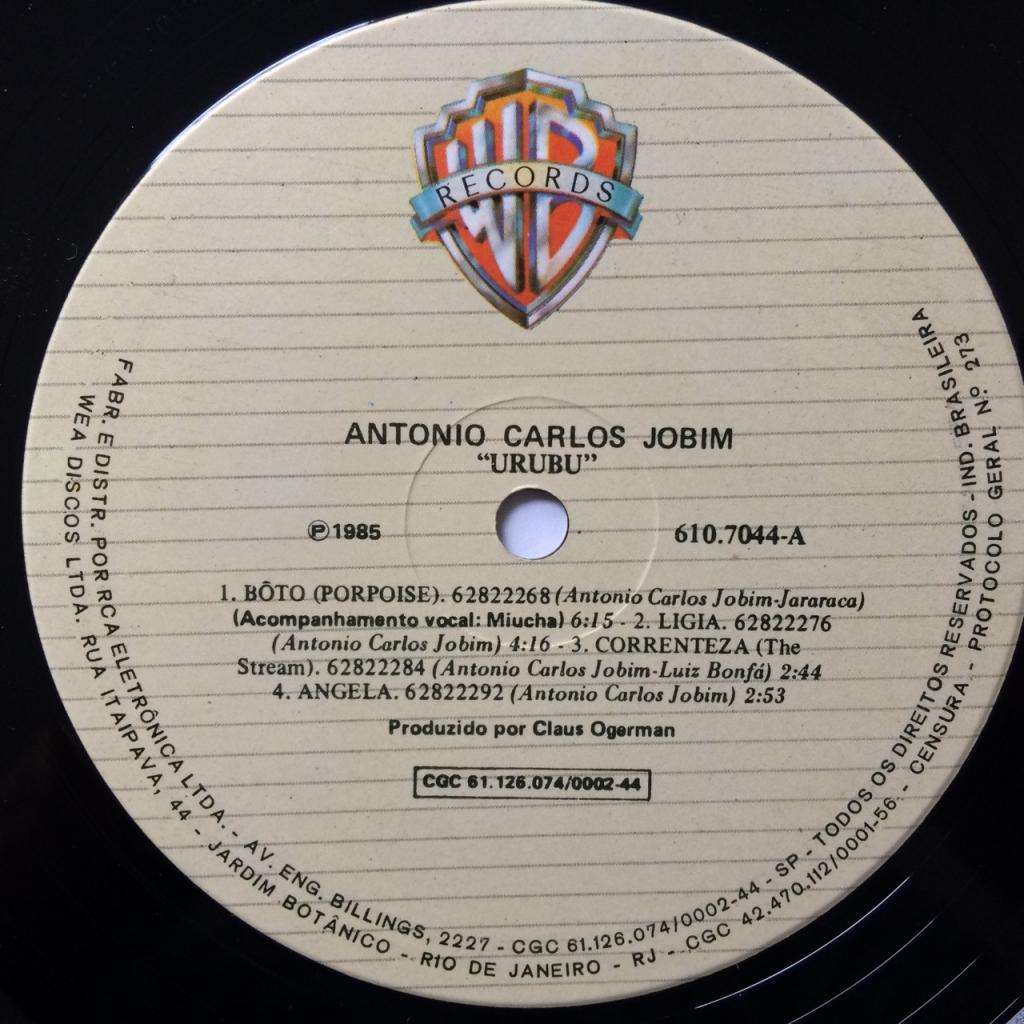 WB
RECORDS
ANTONIO CARLOS JOBIM
“URUBU”
℗ 1985
610.7044-A
1. BÔTO (PORPOISE). 62822268 (Antonio Carlos Jobim-Jararaca)
(Acompanhamento vocal: Miucha) 6:15 - 2. LIGIA. 62822276
(Antonio Carlos Jobim) 4:16 - 3. CORRENTEZA (The
Stream). 62822284 (Antonio Carlos Jobim-Luiz Bonfá) 2:44
4. ANGELA. 62822292 (Antonio Carlos Jobim) 2:53
Produzido por Claus Ogerman
CGC 61.126.074/0002-44
FABR. E DISTR. POR RCA ELETRÔNICA LTDA. - AV. ENG. BILLINGS, 2227 - CGC 61.126.074/0002-44 - SP - TODOS OS DIREITOS RESERVADOS - IND. BRASILEIRA
WEA DISCOS LTDA. RUA ITAIPAVA, 44 - JARDIM BOTÂNICO - RIO DE JANEIRO - RJ - CGC 42.470.112/0001-56 - CENSURA - PROTOCOLO GERAL N.º 273